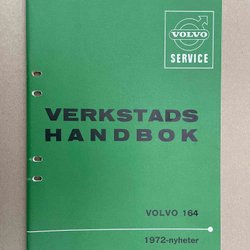 VOLVO
SERVICE
VERKSTADS
HANDBOK
VOLVO 164
1972-nyheter